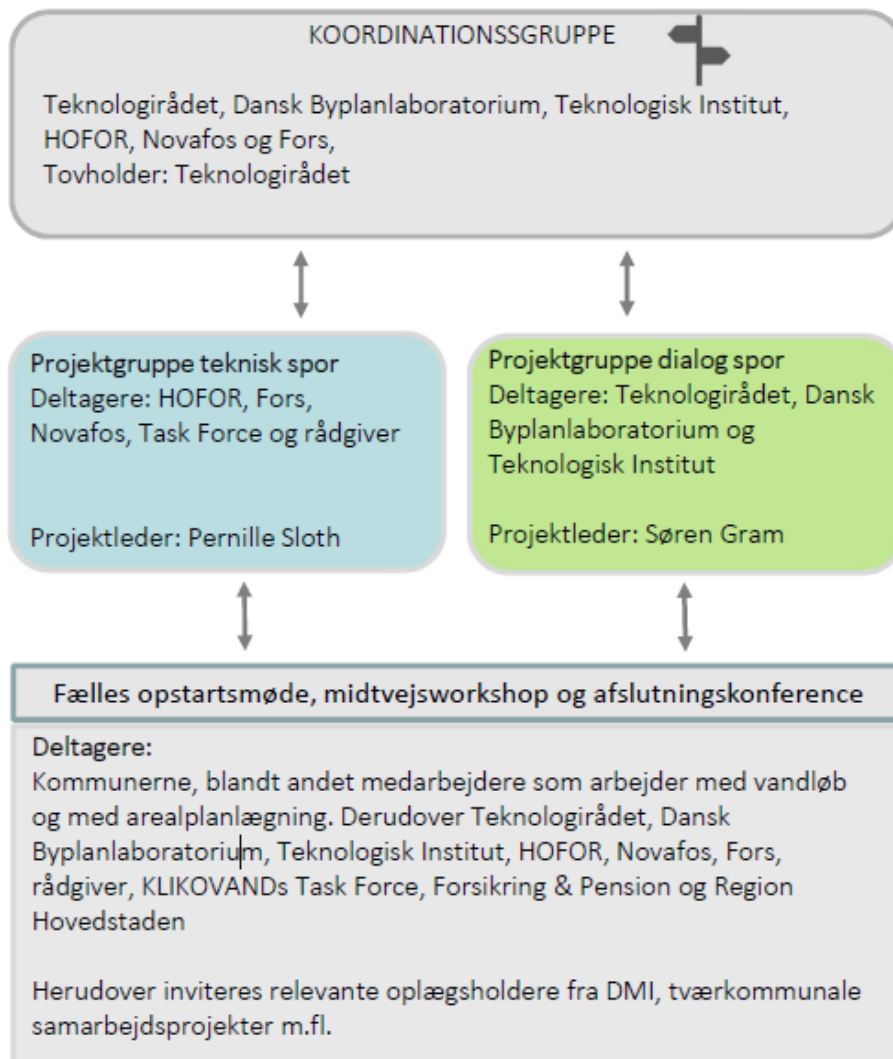 KOORDINATIONSSGRUPPE
Teknologirådet, Dansk Byplanlaboratorium, Teknologisk Institut,
HOFOR, Novafos og Fors,
Tovholder: Teknologirådet
Projektgruppe teknisk spor
Deltagere: HOFOR, Fors,
Novafos, Task Force og rådgiver
Projektleder: Pernille Sloth
Projektgruppe dialog spor
Deltagere: Teknologirådet, Dansk
Byplanlaboratorium og
Teknologisk Institut
Projektleder: Søren Gram
Fælles opstartsmøde, midtvejsworkshop og afslutningskonference
Deltagere:
Kommunerne, blandt andet medarbejdere som arbejder med vandløb
og med arealplanlægning. Derudover Teknologirådet, Dansk
Byplanlaboratorium, Teknologisk Institut, HOFOR, Novafos, Fors,
rådgiver, KLIKOVANDs Task Force, Forsikring & Pension og Region
Hovedstaden
Herudover inviteres relevante oplægsholdere fra DMI, tværkommunale
samarbejdsprojekter m.fl.